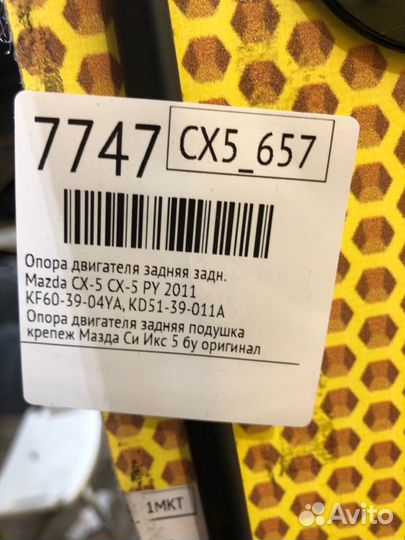 7747 CX5_657
Опора двигателя задняя задн.
Mazda CX-5 CX-5 PY 2011
KF60-39-04YA, KD51-39-011A
Опора двигателя задняя подушка
крепеж Мазда Си Икс 5 бу оригинал
1МКТ
Avito